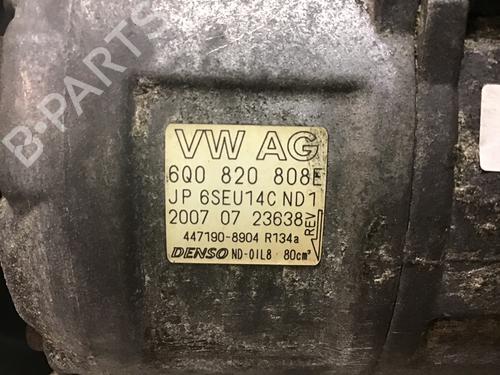 B-PARTS
VW AG
6Q0 820 808E
JP 6SEU14C ND1
2007 07 23638
REV
447190-8904 R134a
DENSO ND-OIL8 80cm³